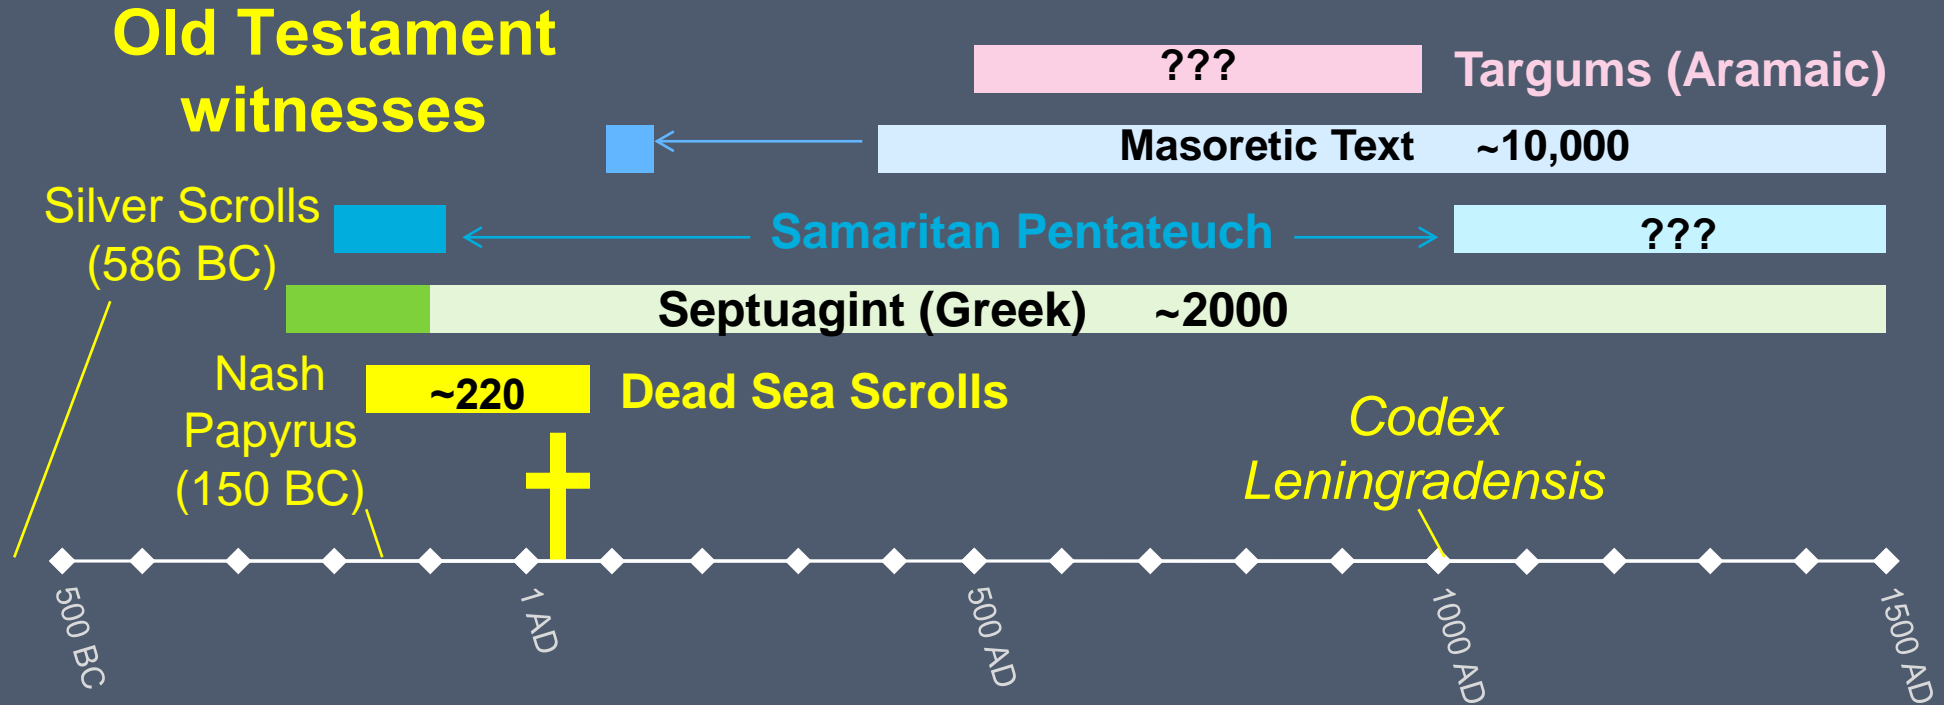 Old Testament
witnesses
???
Targums (Aramaic)
Masoretic Text ~10,000
Silver Scrolls
(586 BC)
Samaritan Pentateuch
???
Septuagint (Greek) ~2000
Nash
Papyrus
(150 BC)
~220
Dead Sea Scrolls
Codex
Leningradensis
500 BC
1 AD
500 AD
1000 AD
1500 AD